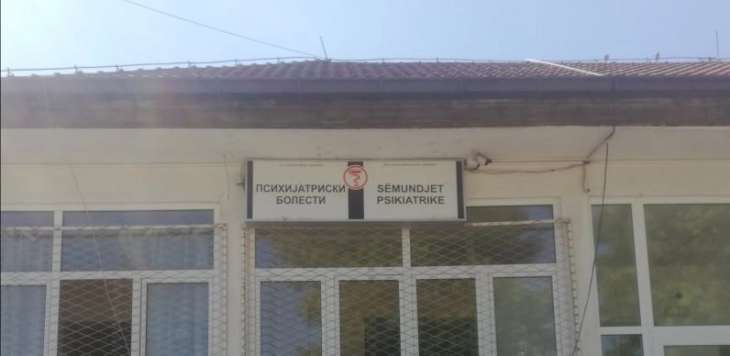 ПСИХИЈАТРИСКИ
БОЛЕСТИ
SËMUNDJET
PSIKIATRIKE